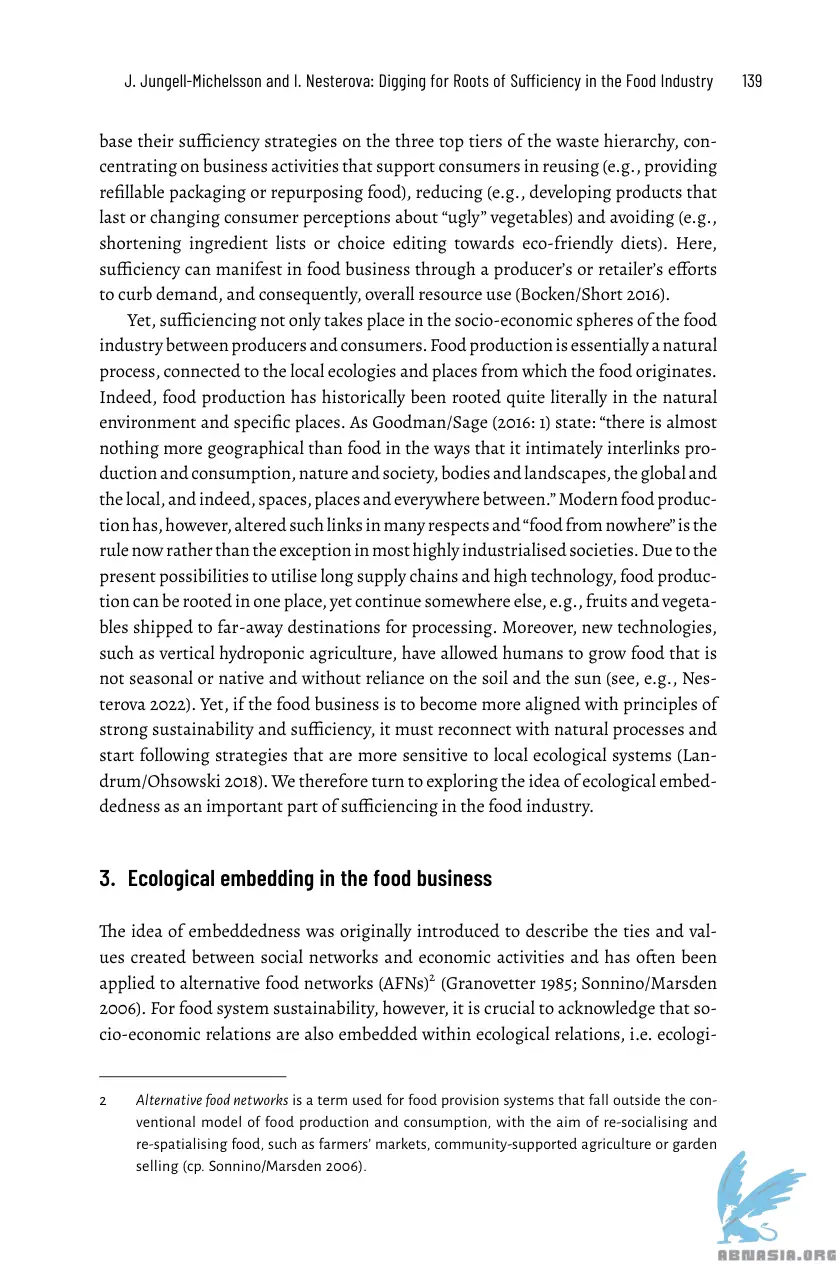 J. Jungell-Michelsson and I. Nesterova: Digging for Roots of Sufficiency in the Food Industry 139
base their sufficiency strategies on the three top tiers of the waste hierarchy, con-
centrating on business activities that support consumers in reusing (e.g., providing
refillable packaging or repurposing food), reducing (e.g., developing products that
last or changing consumer perceptions about “ugly” vegetables) and avoiding (e.g.,
shortening ingredient lists or choice editing towards eco-friendly diets). Here,
sufficiency can manifest in food business through a producer’s or retailer’s efforts
to curb demand, and consequently, overall resource use (Bocken/Short 2016).
Yet, sufficiencing not only takes place in the socio-economic spheres of the food
industry between producers and consumers. Food production is essentially a natural
process, connected to the local ecologies and places from which the food originates.
Indeed, food production has historically been rooted quite literally in the natural
environment and specific places. As Goodman/Sage (2016: 1) state: “there is almost
nothing more geographical than food in the ways that it intimately interlinks pro-
duction and consumption, nature and society, bodies and landscapes, the global and
the local, and indeed, spaces, places and everywhere between.” Modern food produc-
tion has, however, altered such links in many respects and “food from nowhere” is the
rule now rather than the exception in most highly industrialised societies. Due to the
present possibilities to utilise long supply chains and high technology, food produc-
tion can be rooted in one place, yet continue somewhere else, e.g., fruits and vegeta-
bles shipped to far-away destinations for processing. Moreover, new technologies,
such as vertical hydroponic agriculture, have allowed humans to grow food that is
not seasonal or native and without reliance on the soil and the sun (see, e.g., Nes-
terova 2022). Yet, if the food business is to become more aligned with principles of
strong sustainability and sufficiency, it must reconnect with natural processes and
start following strategies that are more sensitive to local ecological systems (Lan-
drum/Ohsowski 2018). We therefore turn to exploring the idea of ecological embed-
dedness as an important part of sufficiencing in the food industry.
3. Ecological embedding in the food business
The idea of embeddedness was originally introduced to describe the ties and val-
ues created between social networks and economic activities and has often been
applied to alternative food networks (AFNs)² (Granovetter 1985; Sonnino/Marsden
2006). For food system sustainability, however, it is crucial to acknowledge that so-
cio-economic relations are also embedded within ecological relations, i.e. ecologi-
2 Alternative food networks is a term used for food provision systems that fall outside the con-
ventional model of food production and consumption, with the aim of re-socialising and
re-spatialising food, such as farmers’ markets, community-supported agriculture or garden
selling (cp. Sonnino/Marsden 2006).
ABNASIA.ORG